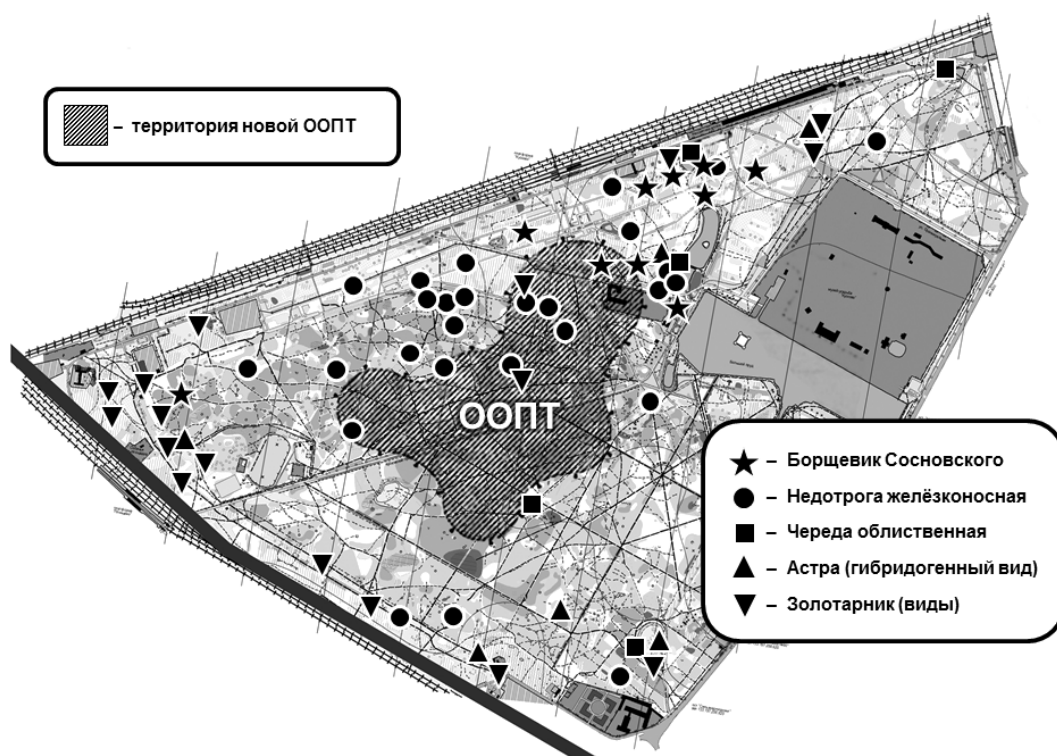 – территория новой ООПТ
ООПТ
– Борщевик Сосновского
– Недотрога желёзконосная
– Череда облиственная
– Астра (гибридогенный вид)
– Золотарник (виды)